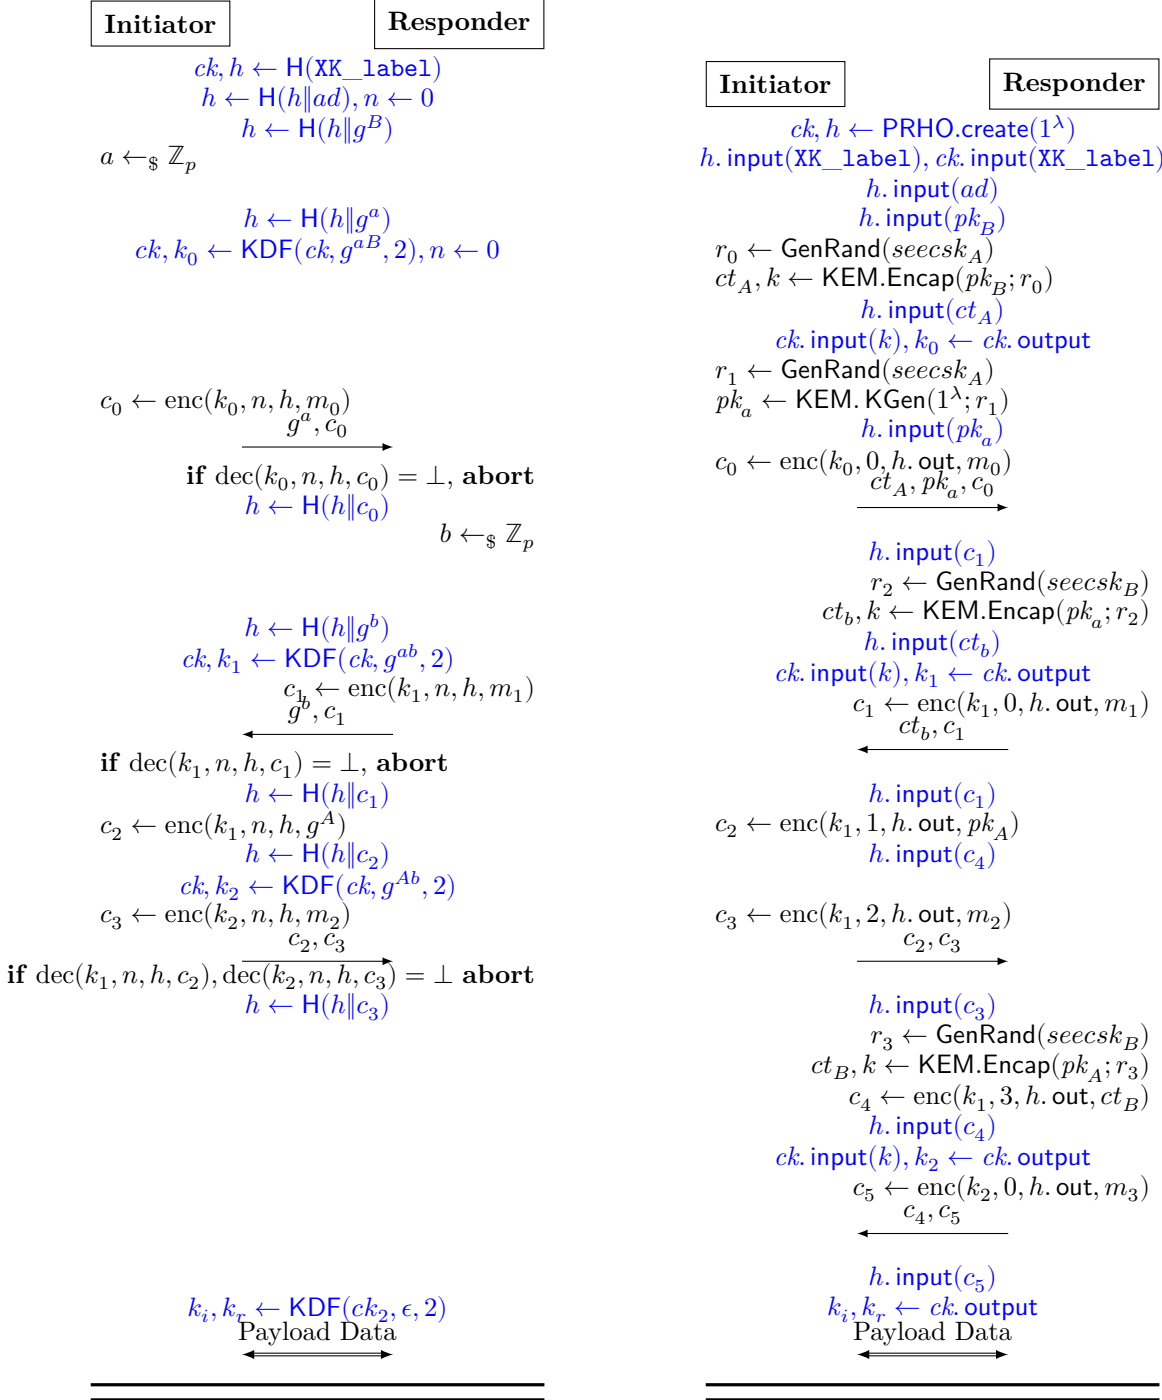 Initiator Responder
ck, h ← H(XK_label)
h ← H(h‖ad), n ← 0
h ← H(h‖g^B)
a ←$ ℤ_p
h ← H(h‖g^a)
ck, k_0 ← KDF(ck, g^{aB}, 2), n ← 0
c_0 ← enc(k_0, n, h, m_0)
g^a, c_0
if dec(k_0, n, h, c_0) = ⊥, abort
h ← H(h‖c_0)
b ←$ ℤ_p
h ← H(h‖g^b)
ck, k_1 ← KDF(ck, g^{ab}, 2)
c_1 ← enc(k_1, n, h, m_1)
g^b, c_1
if dec(k_1, n, h, c_1) = ⊥, abort
h ← H(h‖c_1)
c_2 ← enc(k_1, n, h, g^A)
h ← H(h‖c_2)
ck, k_2 ← KDF(ck, g^{Ab}, 2)
c_3 ← enc(k_2, n, h, m_2)
c_2, c_3
if dec(k_1, n, h, c_2), dec(k_2, n, h, c_3) = ⊥ abort
h ← H(h‖c_3)
k_i, k_r ← KDF(ck_2, ϵ, 2)
Payload Data
Initiator Responder
ck, h ← PRHO.create(1^λ)
h. input(XK_label), ck. input(XK_label)
h. input(ad)
h. input(pk_B)
r_0 ← GenRand(seecsk_A)
ct_A, k ← KEM.Encap(pk_B; r_0)
h. input(ct_A)
ck. input(k), k_0 ← ck. output
r_1 ← GenRand(seecsk_A)
pk_a ← KEM. KGen(1^λ; r_1)
h. input(pk_a)
c_0 ← enc(k_0, 0, h. out, m_0)
ct_A, pk_a, c_0
h. input(c_1)
r_2 ← GenRand(seecsk_B)
ct_b, k ← KEM.Encap(pk_a; r_2)
h. input(ct_b)
ck. input(k), k_1 ← ck. output
c_1 ← enc(k_1, 0, h. out, m_1)
ct_b, c_1
h. input(c_1)
c_2 ← enc(k_1, 1, h. out, pk_A)
h. input(c_4)
c_3 ← enc(k_1, 2, h. out, m_2)
c_2, c_3
h. input(c_3)
r_3 ← GenRand(seecsk_B)
ct_B, k ← KEM.Encap(pk_A; r_3)
c_4 ← enc(k_1, 3, h. out, ct_B)
h. input(c_4)
ck. input(k), k_2 ← ck. output
c_5 ← enc(k_2, 0, h. out, m_3)
c_4, c_5
h. input(c_5)
k_i, k_r ← ck. output
Payload Data